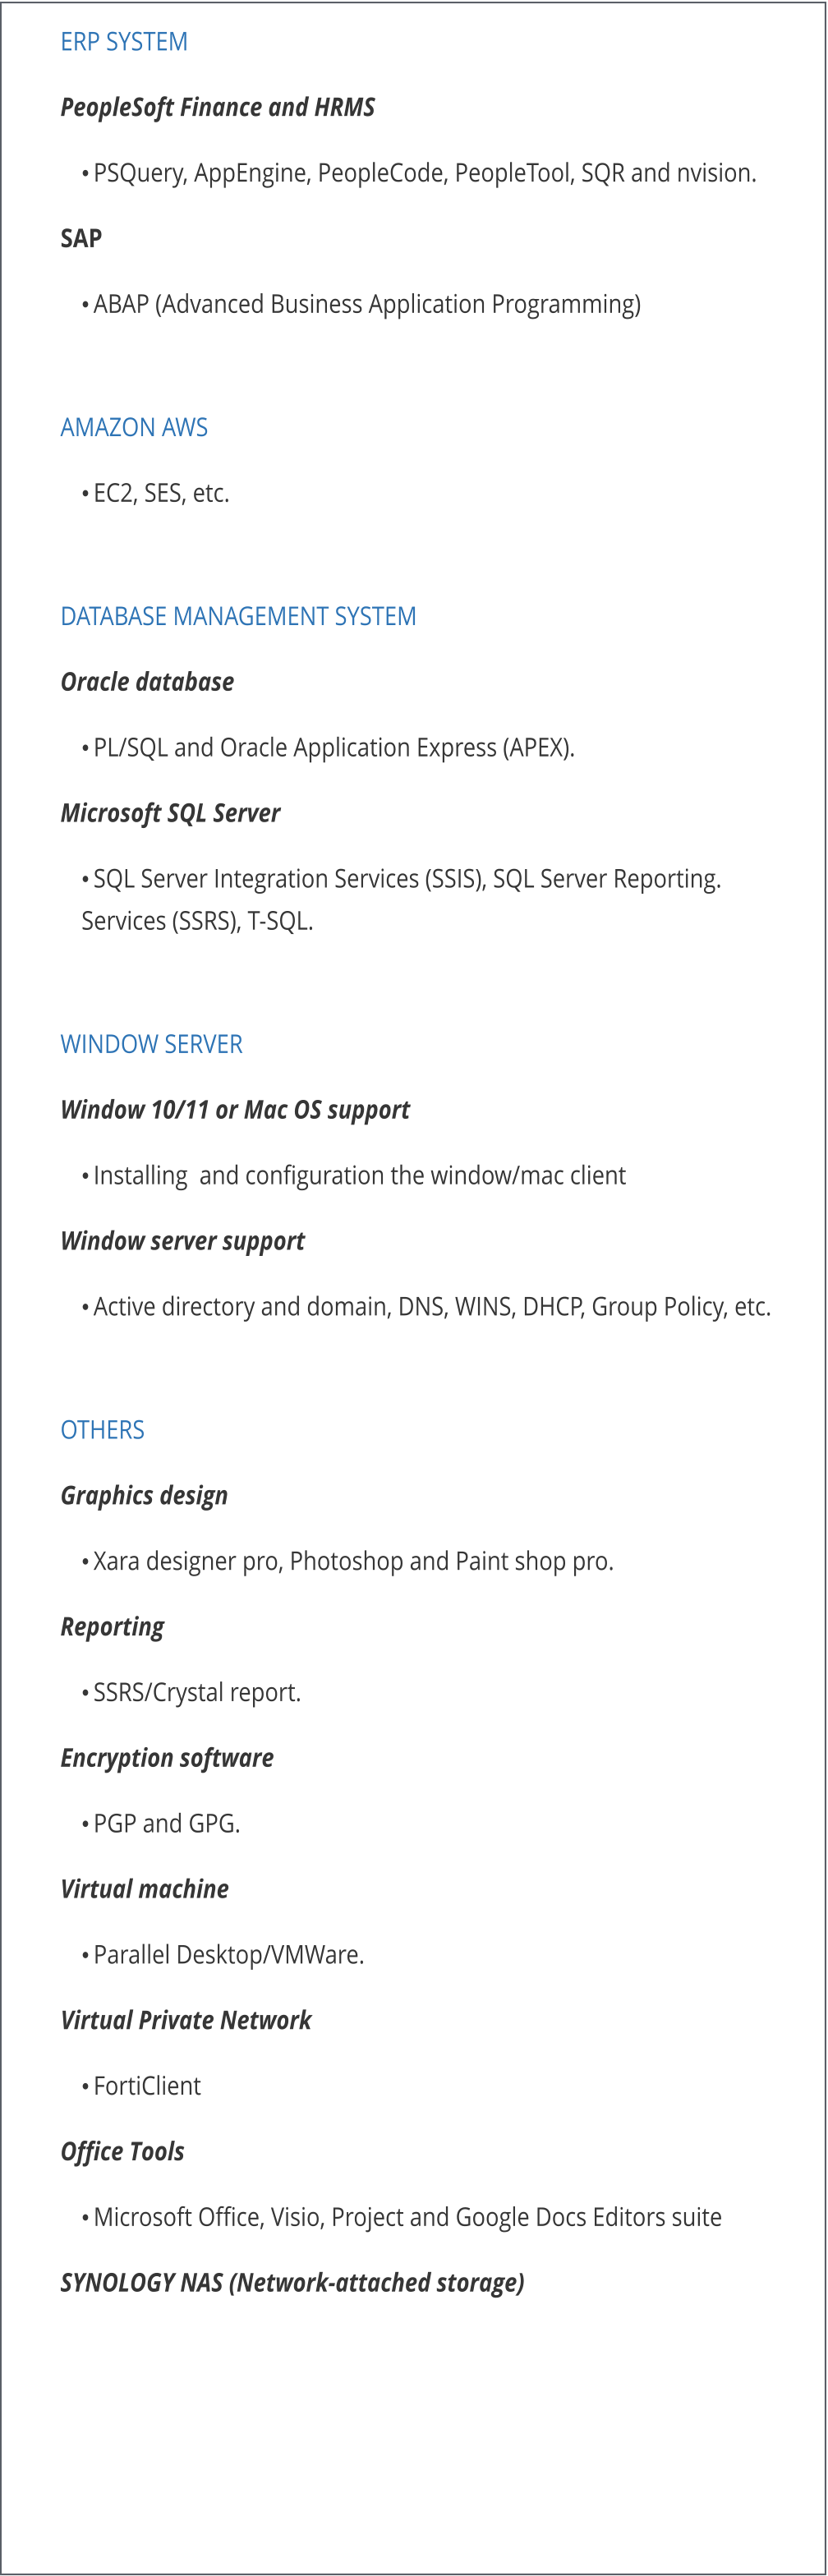 ERP SYSTEM
PeopleSoft Finance and HRMS
• PSQuery, AppEngine, PeopleCode, PeopleTool, SQR and nvision.
SAP
• ABAP (Advanced Business Application Programming)
AMAZON AWS
• EC2, SES, etc.
DATABASE MANAGEMENT SYSTEM
Oracle database
• PL/SQL and Oracle Application Express (APEX).
Microsoft SQL Server
• SQL Server Integration Services (SSIS), SQL Server Reporting.
Services (SSRS), T-SQL.
WINDOW SERVER
Window 10/11 or Mac OS support
• Installing  and configuration the window/mac client
Window server support
• Active directory and domain, DNS, WINS, DHCP, Group Policy, etc.
OTHERS
Graphics design
• Xara designer pro, Photoshop and Paint shop pro.
Reporting
• SSRS/Crystal report.
Encryption software
• PGP and GPG.
Virtual machine
• Parallel Desktop/VMWare.
Virtual Private Network
• FortiClient
Office Tools
• Microsoft Office, Visio, Project and Google Docs Editors suite
SYNOLOGY NAS (Network-attached storage)